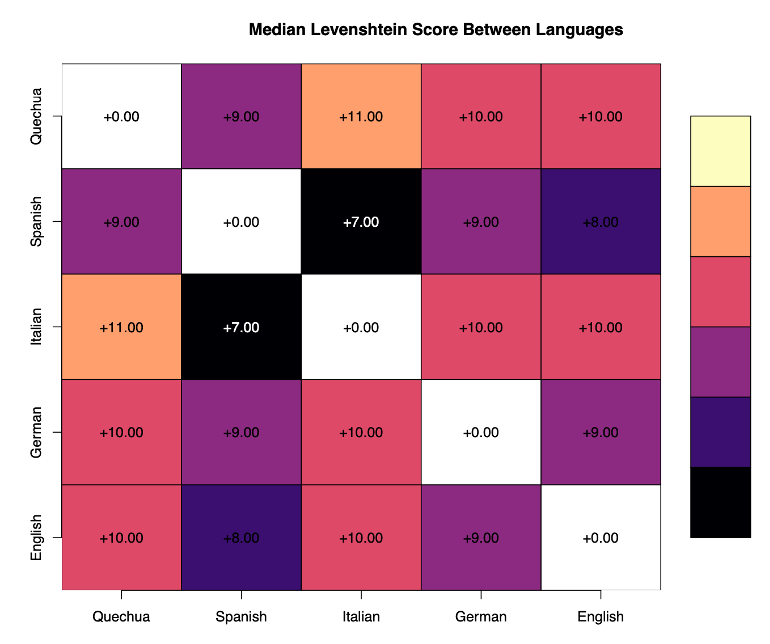 Median Levenshtein Score Between Languages
Quechua +0.00 +9.00 +11.00 +10.00 +10.00
Spanish +9.00 +0.00 +7.00 +9.00 +8.00
Italian +11.00 +7.00 +0.00 +10.00 +10.00
German +10.00 +9.00 +10.00 +0.00 +9.00
English +10.00 +8.00 +10.00 +9.00 +0.00
Quechua Spanish Italian German English